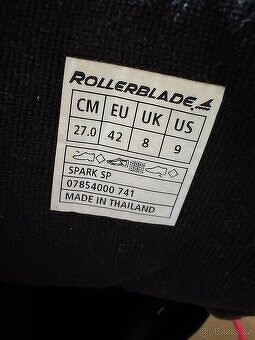 ROLLERBLADE
CM EU UK US
27.0 42 8 9
SPARK SP
07854000 741
MADE IN THAILAND